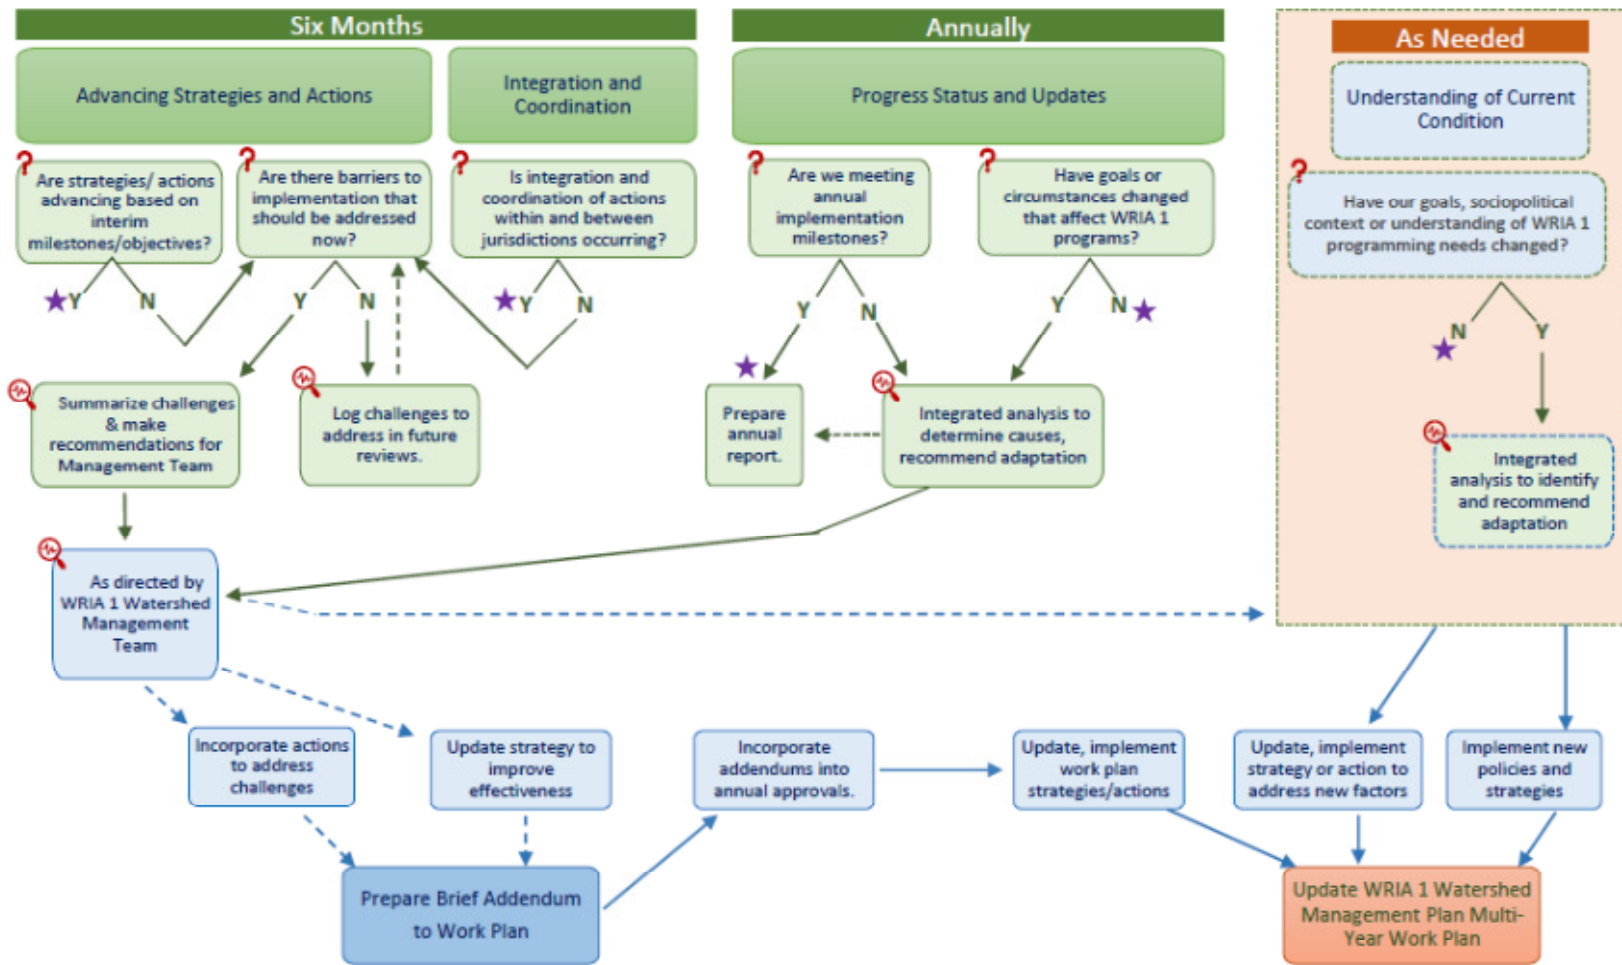 Six Months
Annually
As Needed
Advancing Strategies and Actions
Integration and
Coordination
Progress Status and Updates
Understanding of Current
Condition
?
Are strategies/ actions
advancing based on
interim
milestones/objectives?
?
Are there barriers to
implementation that
should be addressed
now?
?
Is integration and
coordination of actions
within and between
jurisdictions occurring?
?
Are we meeting
annual
implementation
milestones?
?
Have goals or
circumstances changed
that affect WRIA 1
programs?
?
Have our goals, sociopolitical
context or understanding of WRIA 1
programming needs changed?
Y
N
Y
N
Y
N
Y
N
Y
N
N
Y
Summarize challenges
& make
recommendations for
Management Team
Log challenges to
address in future
reviews.
Prepare
annual
report.
Integrated analysis to
determine causes,
recommend adaptation
Integrated
analysis to identify
and recommend
adaptation
As directed by
WRIA 1 Watershed
Management
Team
Incorporate actions
to address
challenges
Update strategy to
improve
effectiveness
Incorporate
addendums into
annual approvals.
Update, implement
work plan
strategies/actions
Update, implement
strategy or action to
address new factors
Implement new
policies and
strategies
Prepare Brief Addendum
to Work Plan
Update WRIA 1 Watershed
Management Plan Multi-
Year Work Plan